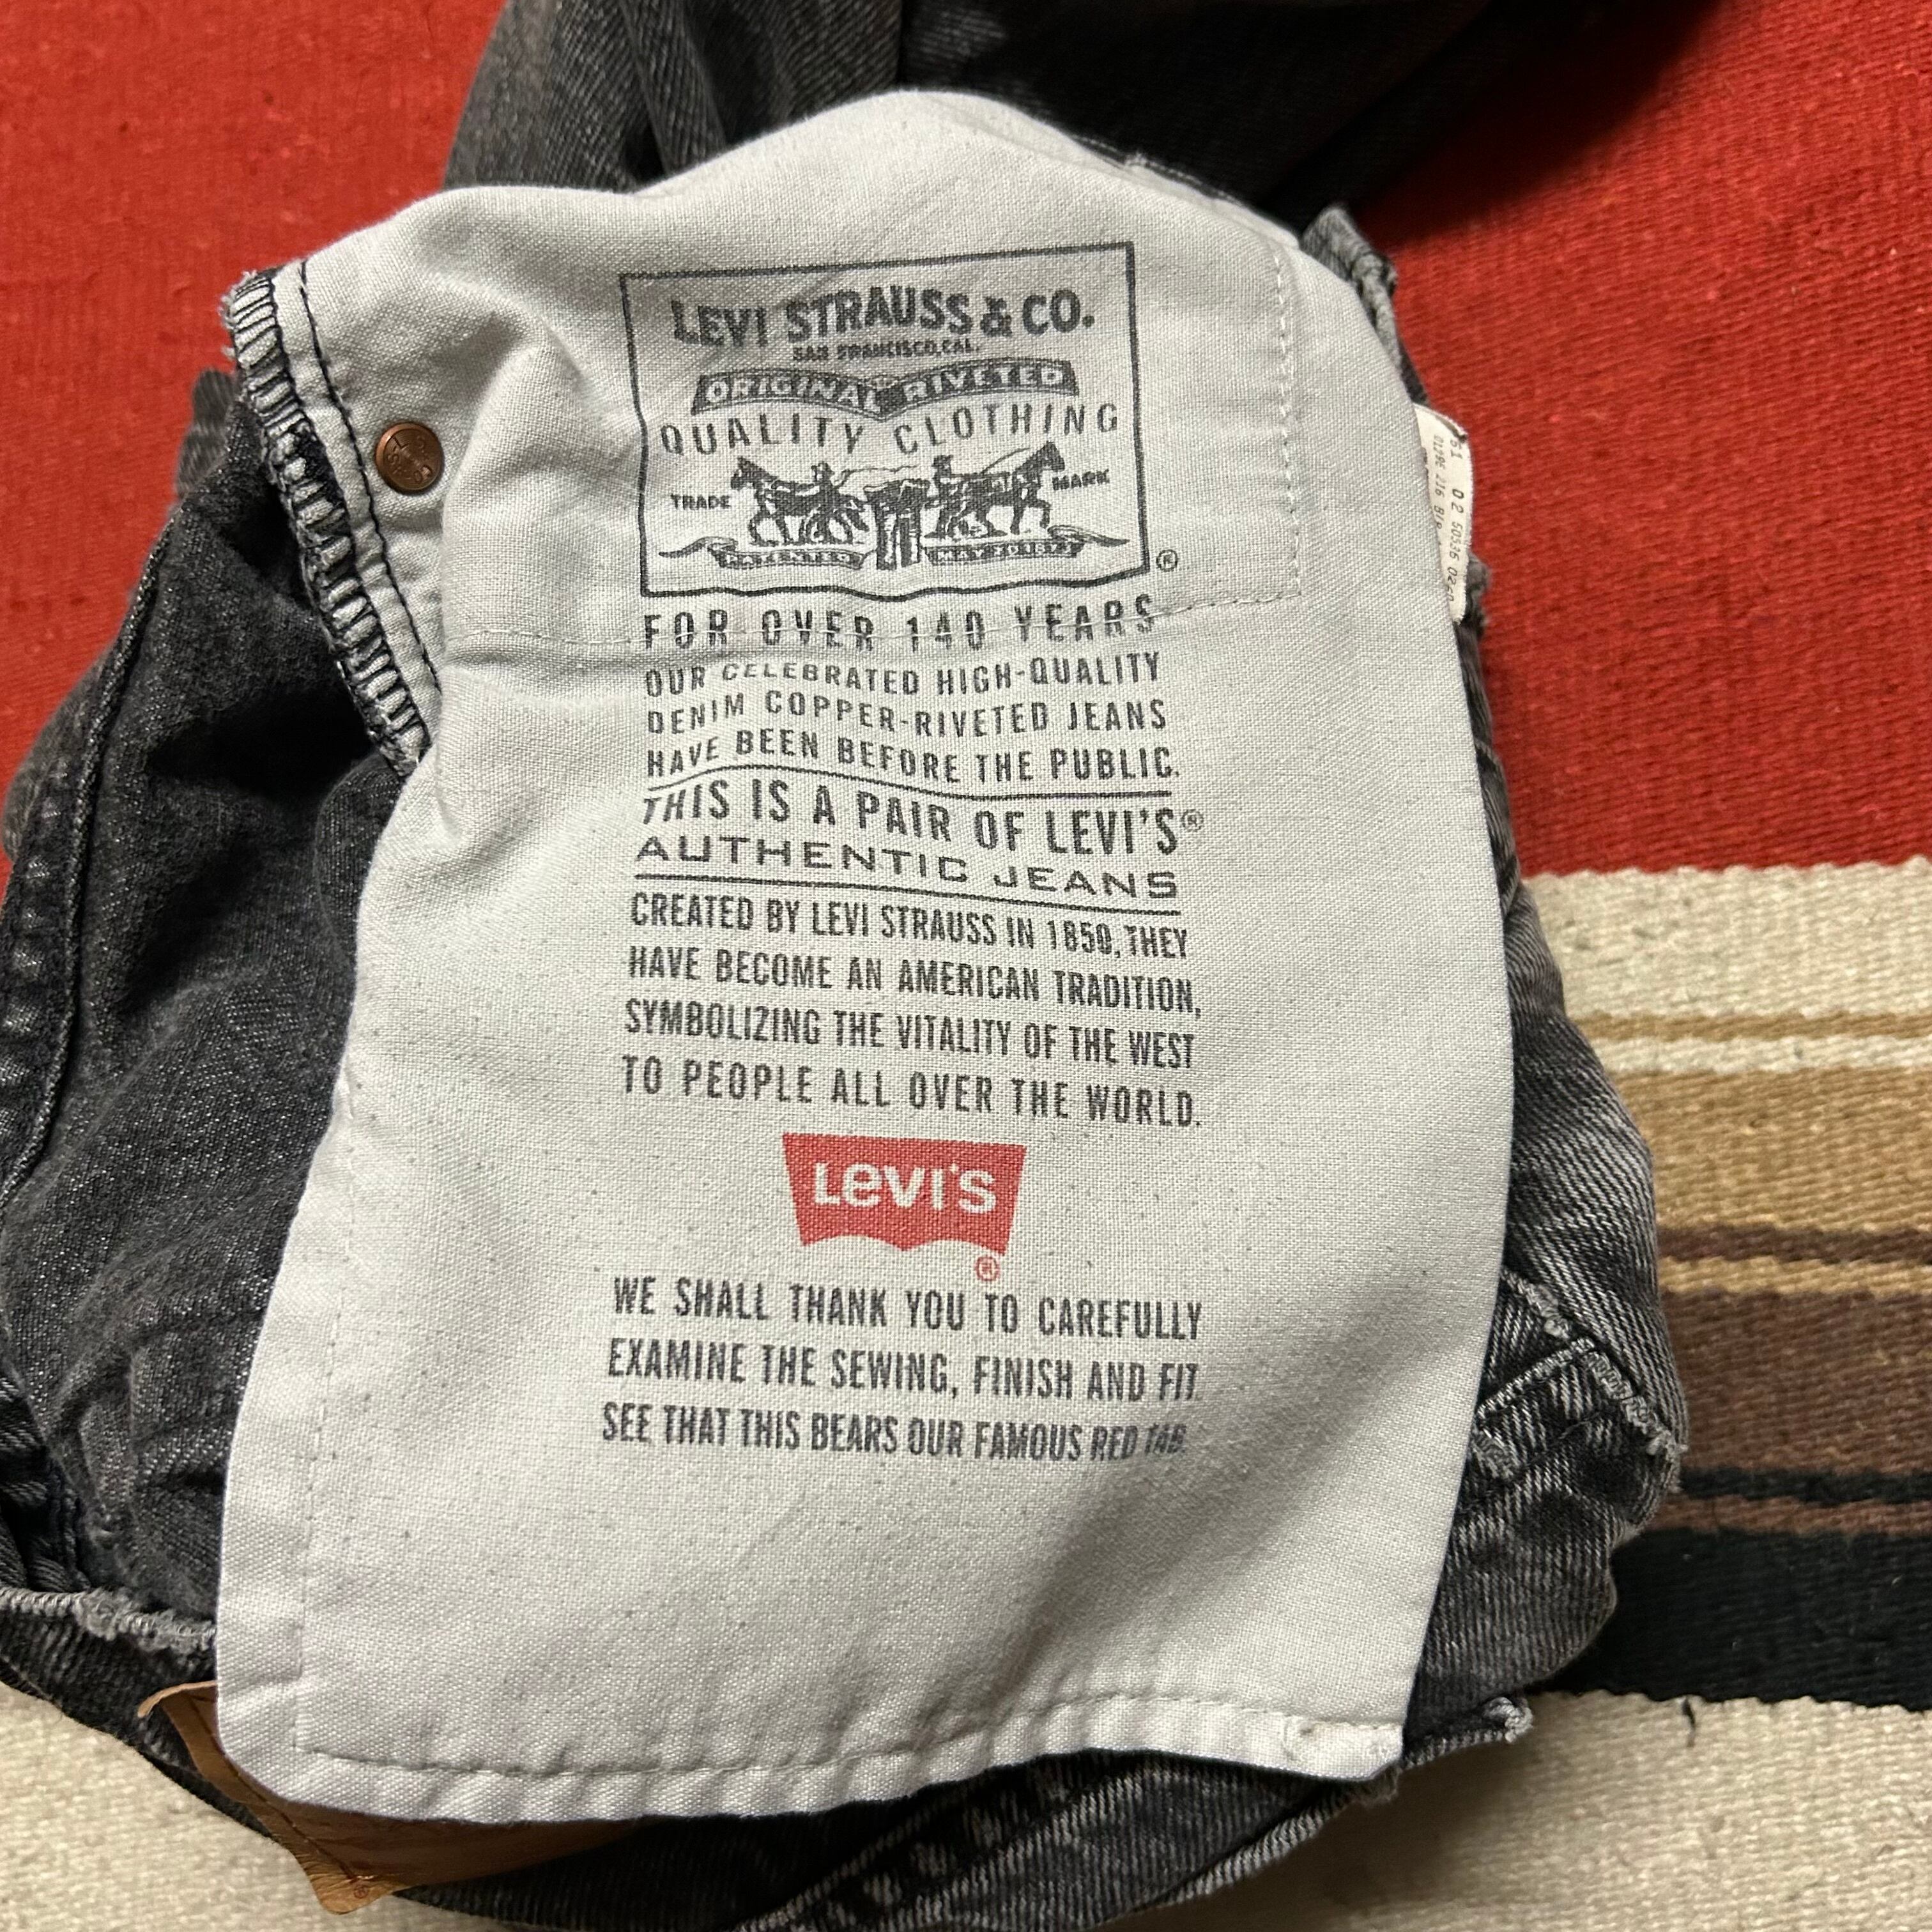 LEVI STRAUSS & CO.
SAN FRANCISCO, CAL.
ORIGINAL RIVETED
QUALITY CLOTHING
TRADE MARK
PATENTED MAY 20 1873
®
FOR OVER 140 YEARS
OUR CELEBRATED HIGH-QUALITY
DENIM COPPER-RIVETED JEANS
HAVE BEEN BEFORE THE PUBLIC.
THIS IS A PAIR OF LEVI'S®
AUTHENTIC JEANS
CREATED BY LEVI STRAUSS IN 1850, THEY
HAVE BECOME AN AMERICAN TRADITION,
SYMBOLIZING THE VITALITY OF THE WEST
TO PEOPLE ALL OVER THE WORLD.
LEVI'S
®
WE SHALL THANK YOU TO CAREFULLY
EXAMINE THE SEWING, FINISH AND FIT.
SEE THAT THIS BEARS OUR FAMOUS RED TAB.